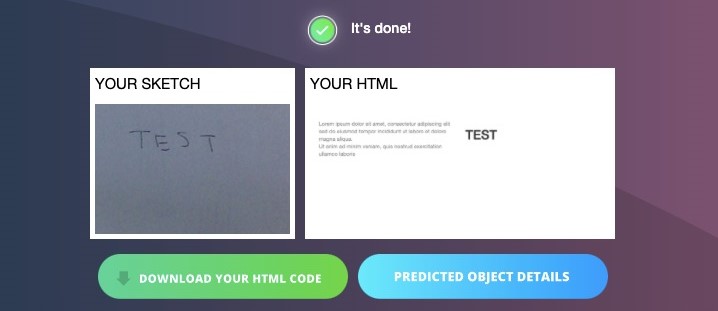 It's done!
YOUR SKETCH
TEST
YOUR HTML
Lorem ipsum dolor sit amet, consectetur adipiscing elit
sed do eiusmod tempor incididunt ut labore et dolore
magna aliqua.
Ut enim ad minim veniam, quis nostrud exercitation
ullamco laboris
TEST
DOWNLOAD YOUR HTML CODE
PREDICTED OBJECT DETAILS